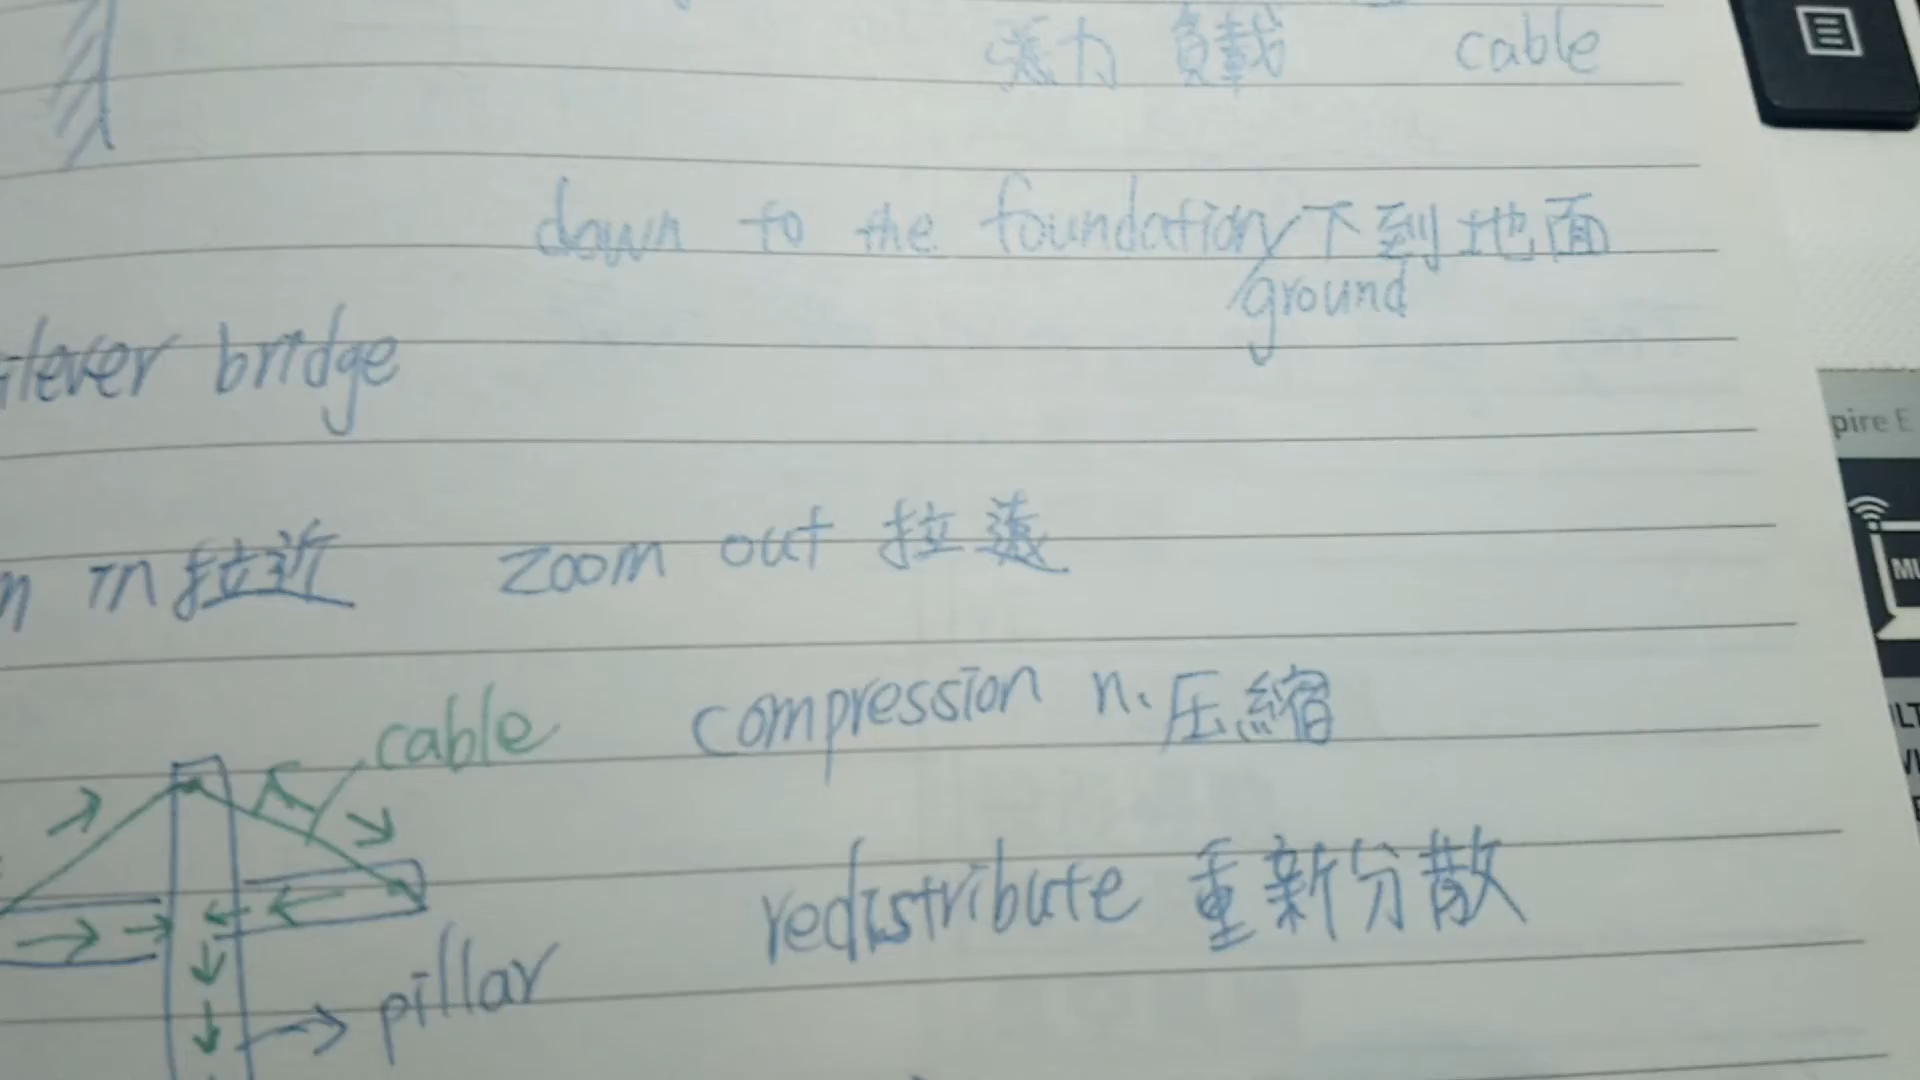 張力 負載 cable
down to the foundation/下到地面
/ground
ilever bridge
m in 拉近 zoom out 拉遠
cable compression n. 压縮
redistribute 重新分散
pillar
pire E